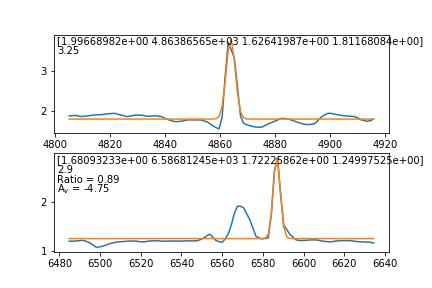 [1.99668982e+00 4.86386565e+03 1.62641987e+00 1.81168084e+00]
3.25
3
2
4800 4820 4840 4860 4880 4900 4920
[1.68093233e+00 6.58681245e+03 1.72225862e+00 1.24997525e+00]
2.9
Ratio = 0.89
Av = -4.75
2
1
6480 6500 6520 6540 6560 6580 6600 6620 6640